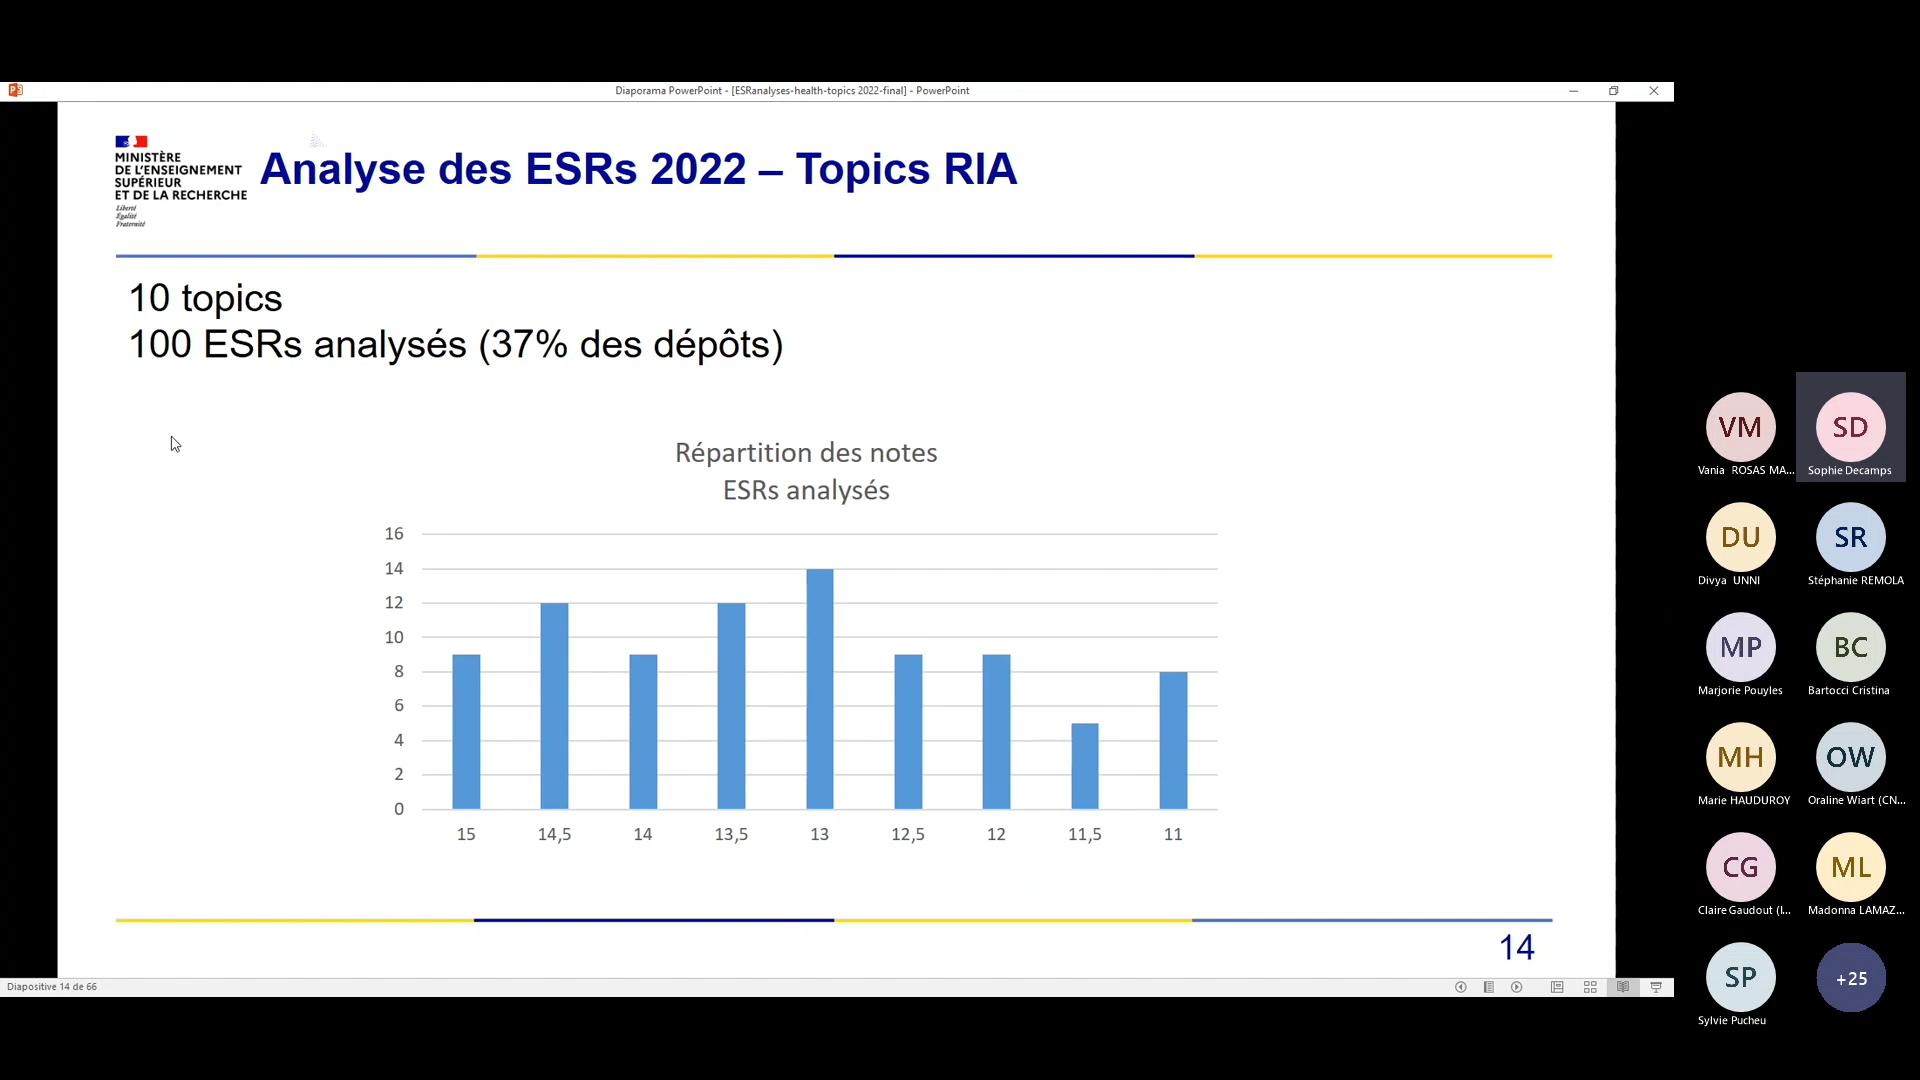 Diaporama PowerPoint - [ESRanalyses-health-topics 2022-final] - PowerPoint
MINISTÈRE
DE L'ENSEIGNEMENT
SUPÉRIEUR
ET DE LA RECHERCHE
Liberté
Égalité
Fraternité
Analyse des ESRs 2022 – Topics RIA
10 topics
100 ESRs analysés (37% des dépôts)
Répartition des notes
ESRs analysés
16
14
12
10
8
6
4
2
0
15 14,5 14 13,5 13 12,5 12 11,5 11
14
Diapositive 14 de 66
VM SD
Vania ROSAS MA... Sophie Decamps
DU SR
Divya UNNI Stéphanie REMOLA
MP BC
Marjorie Pouyles Bartocci Cristina
MH OW
Marie HAUDUROY Oraline Wiart (CN...
CG ML
Claire Gaudout (I... Madonna LAMAZ...
SP +25
Sylvie Pucheu